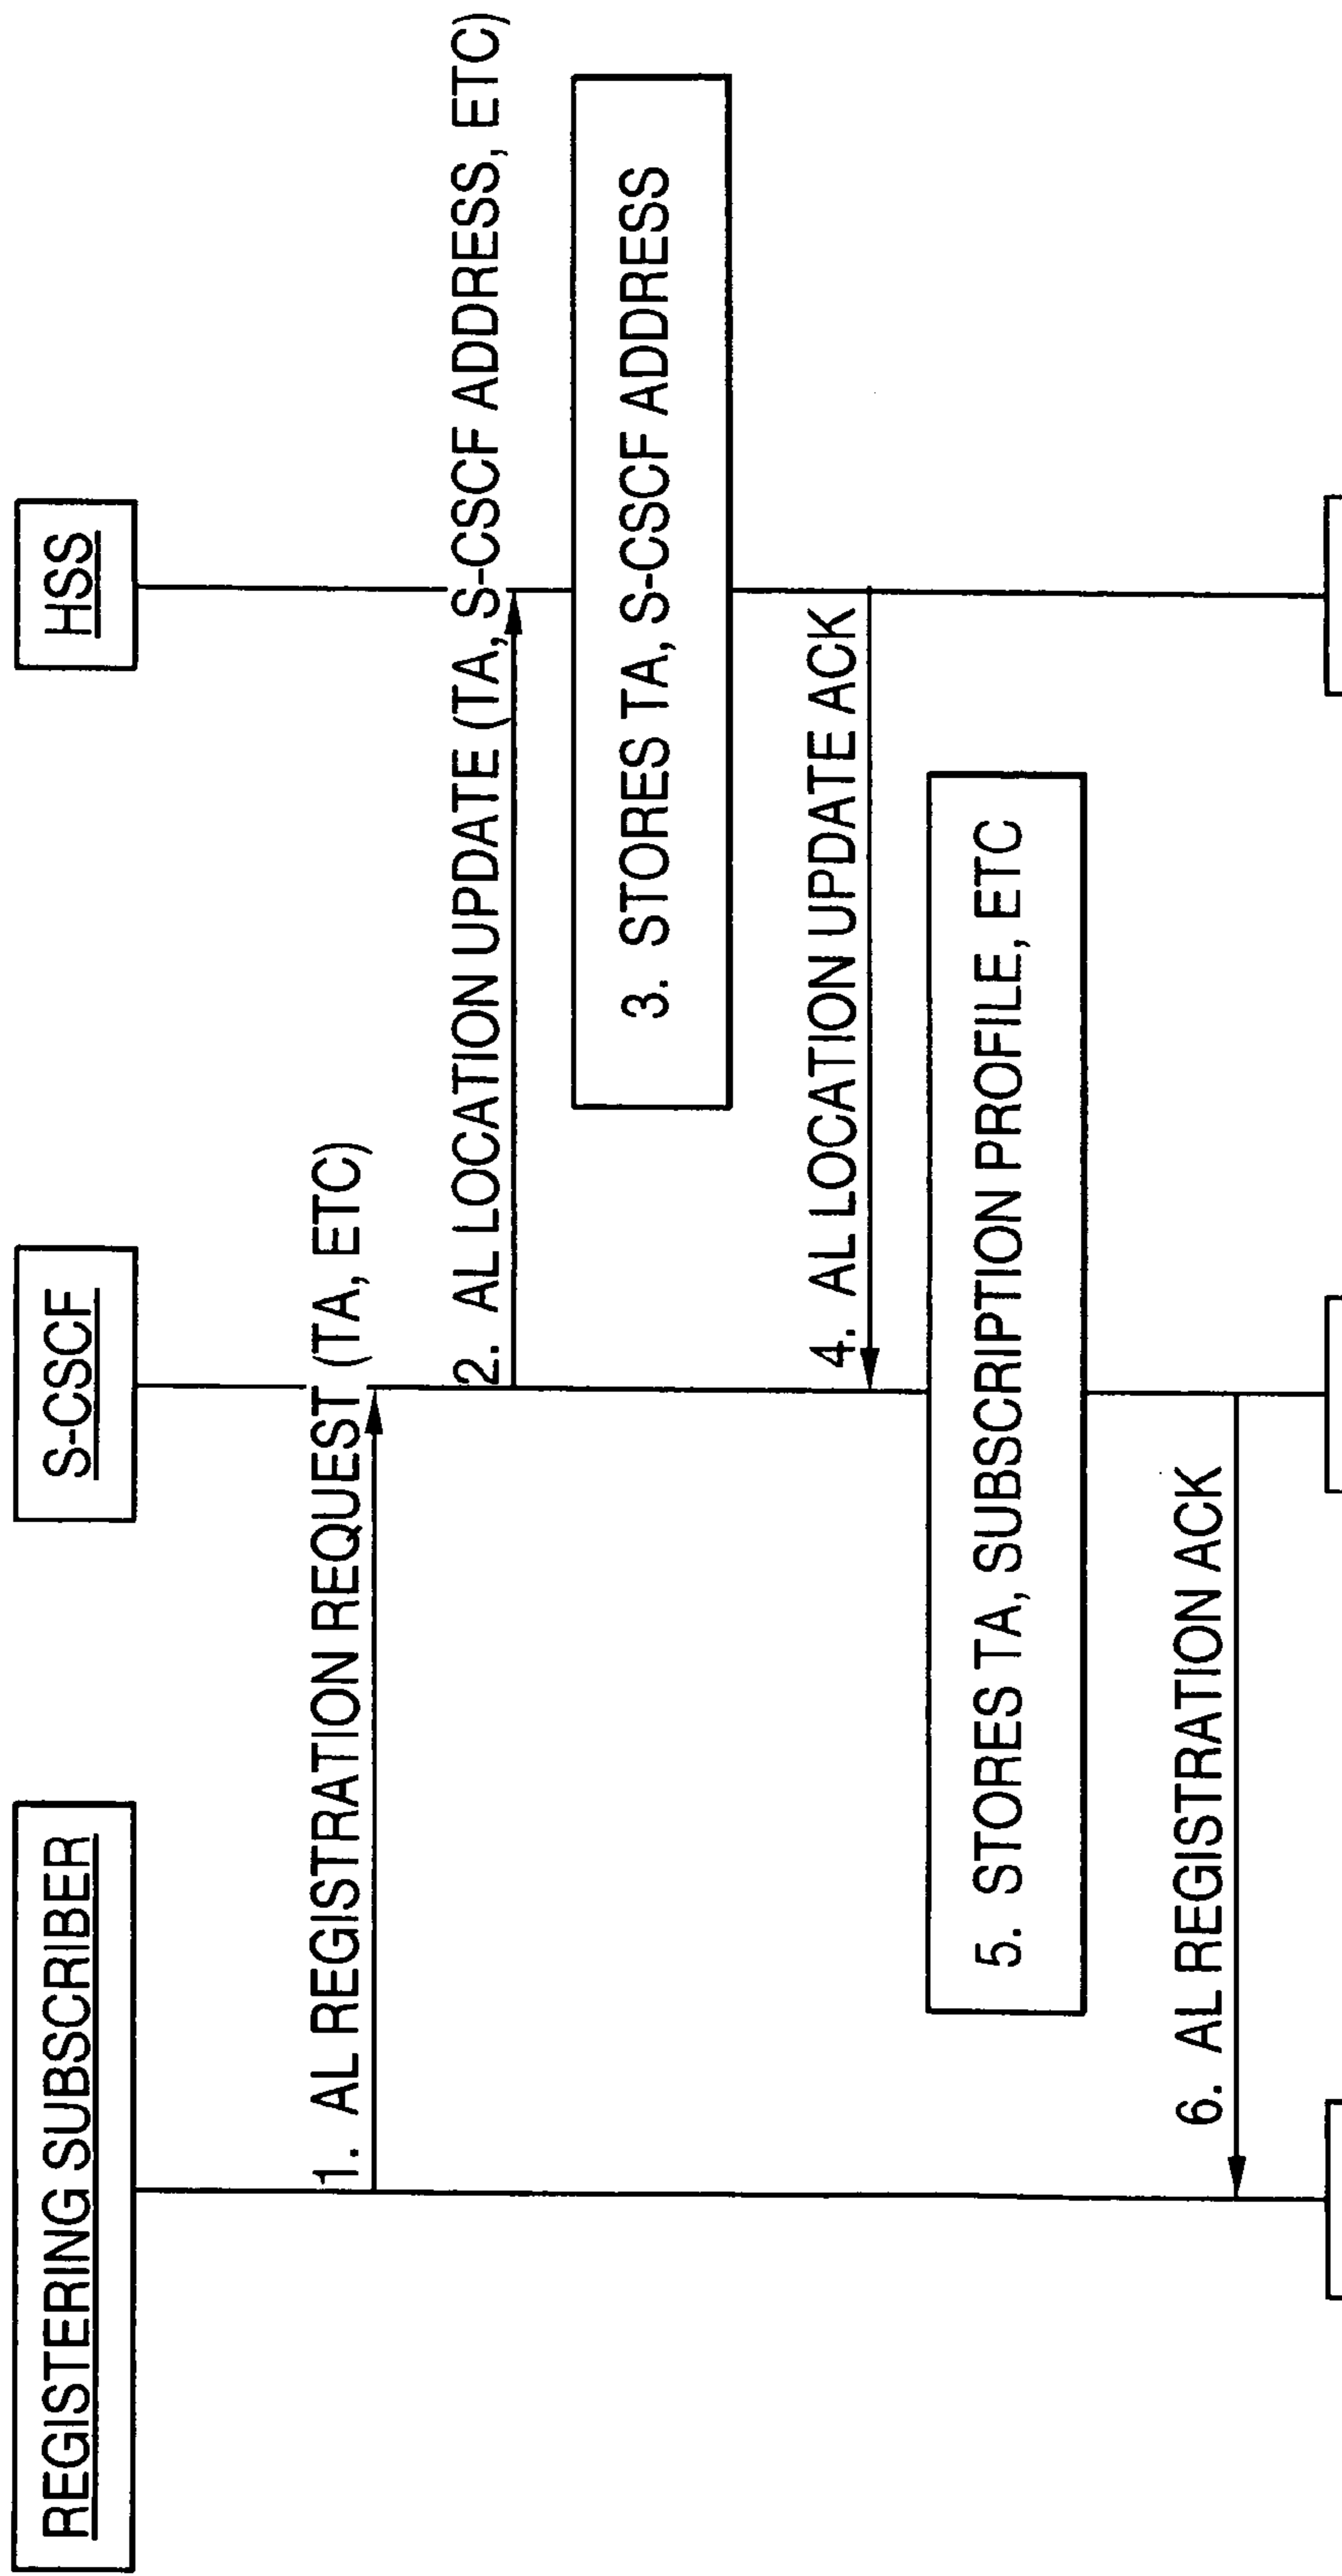 REGISTERING SUBSCRIBER
S-CSCF
HSS
1. AL REGISTRATION REQUEST (TA, ETC)
2. AL LOCATION UPDATE (TA, S-CSCF ADDRESS, ETC)
3. STORES TA, S-CSCF ADDRESS
4. AL LOCATION UPDATE ACK
5. STORES TA, SUBSCRIPTION PROFILE, ETC
6. AL REGISTRATION ACK